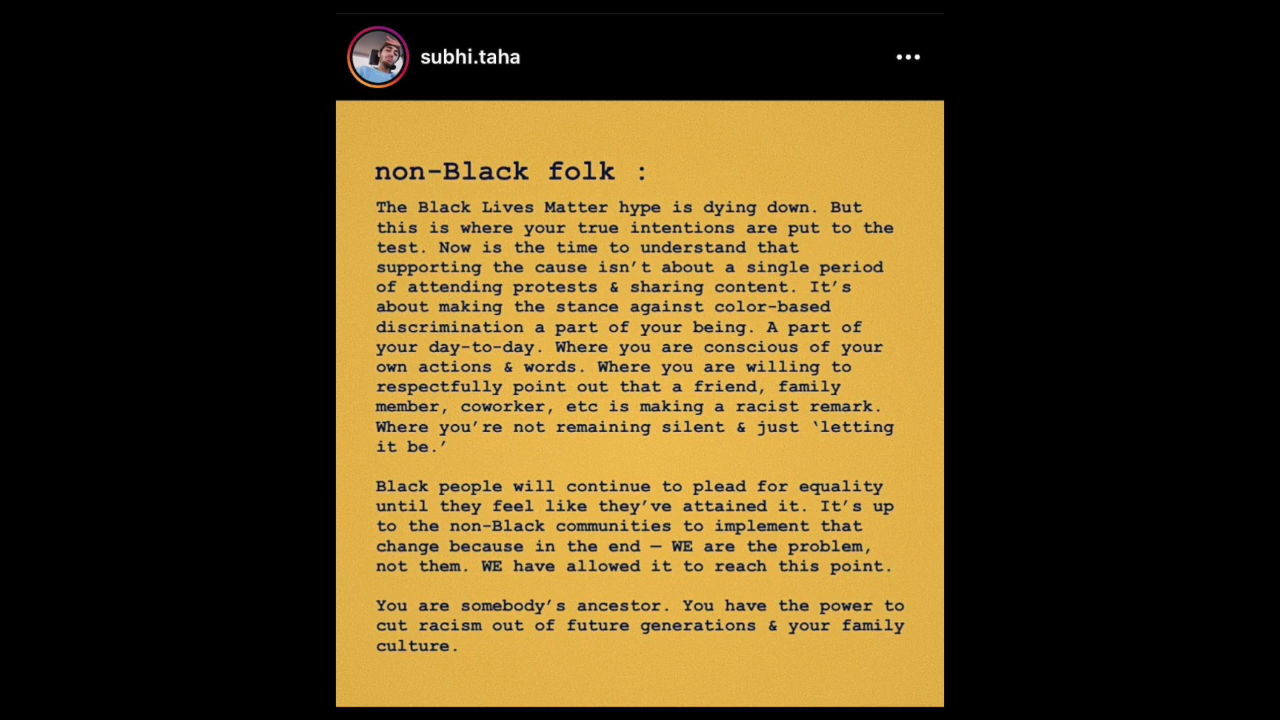 subhi.taha
non-Black folk :
The Black Lives Matter hype is dying down. But
this is where your true intentions are put to the
test. Now is the time to understand that
supporting the cause isn’t about a single period
of attending protests & sharing content. It’s
about making the stance against color-based
discrimination a part of your being. A part of
your day-to-day. Where you are conscious of your
own actions & words. Where you are willing to
respectfully point out that a friend, family
member, coworker, etc is making a racist remark.
Where you’re not remaining silent & just ‘letting
it be.’
Black people will continue to plead for equality
until they feel like they’ve attained it. It’s up
to the non-Black communities to implement that
change because in the end — WE are the problem,
not them. WE have allowed it to reach this point.
You are somebody’s ancestor. You have the power to
cut racism out of future generations & your family
culture.